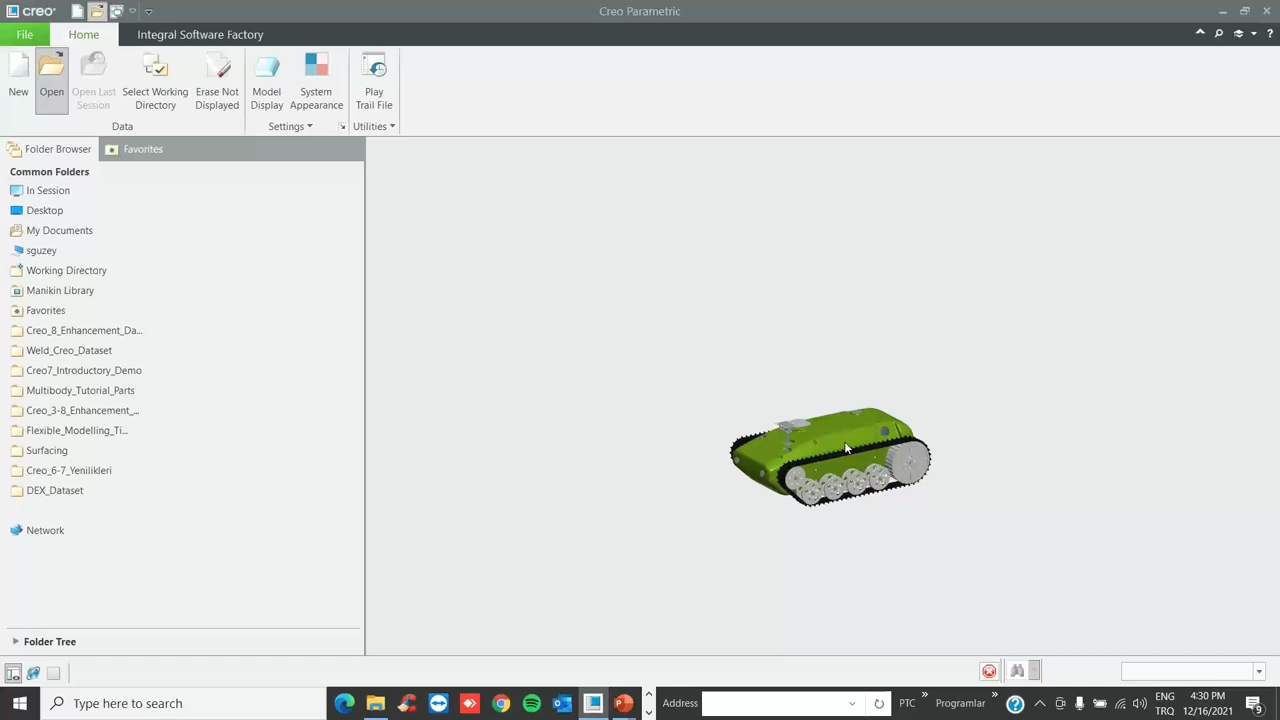 creo
Creo Parametric
File
Home
Integral Software Factory
New
Open
Open Last
Session
Select Working
Directory
Erase Not
Displayed
Model
Display
System
Appearance
Play
Trail File
Data
Settings
Utilities
Folder Browser
Favorites
Common Folders
In Session
Desktop
My Documents
sguzey
Working Directory
Manikin Library
Favorites
Creo_8_Enhancement_Da...
Weld_Creo_Dataset
Creo7_Introductory_Demo
Multibody_Tutorial_Parts
Creo_3-8_Enhancement_...
Flexible_Modelling_Ti...
Surfacing
Creo_6-7_Yenilikleri
DEX_Dataset
Network
Folder Tree
Type here to search
Address
PTC
Programlar
ENG
TRQ
4:30 PM
12/16/2021
9